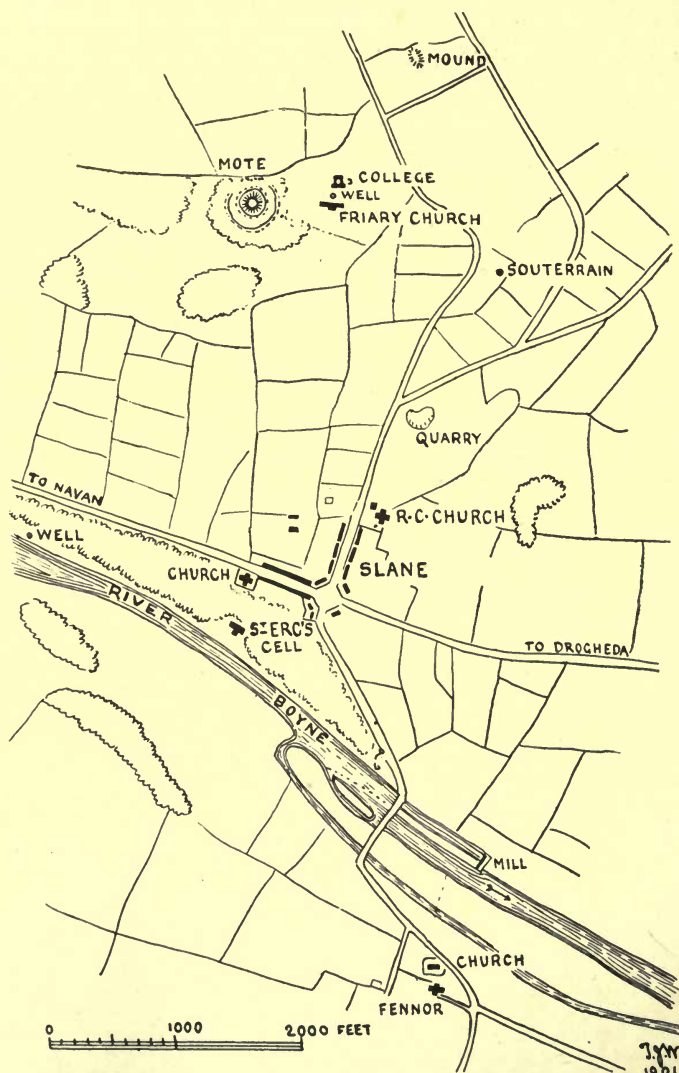 MOUND
MOTE
COLLEGE
WELL
FRIARY CHURCH
SOUTERRAIN
QUARRY
TO NAVAN
R.C. CHURCH
WELL
CHURCH
SLANE
RIVER
ST ERC'S
CELL
TO DROGHEDA
BOYNE
MILL
CHURCH
FENNOR
0 1000 2000 FEET